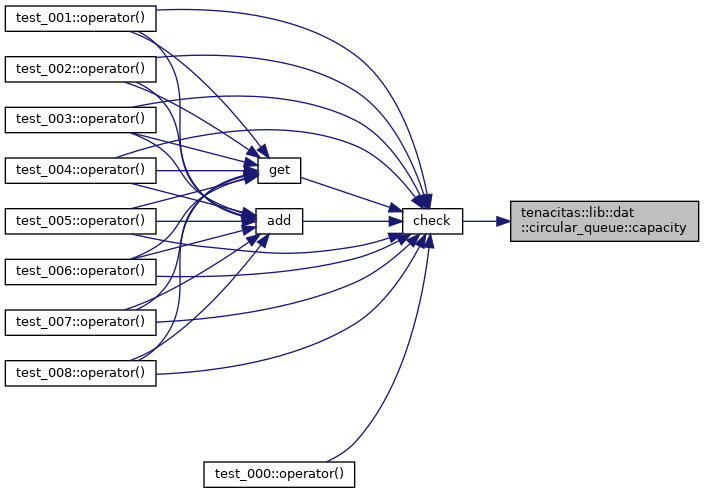 test_001::operator()
test_002::operator()
test_003::operator()
test_004::operator()
test_005::operator()
test_006::operator()
test_007::operator()
test_008::operator()
test_000::operator()
get
add
check
tenacitas::lib::dat
::circular_queue::capacity